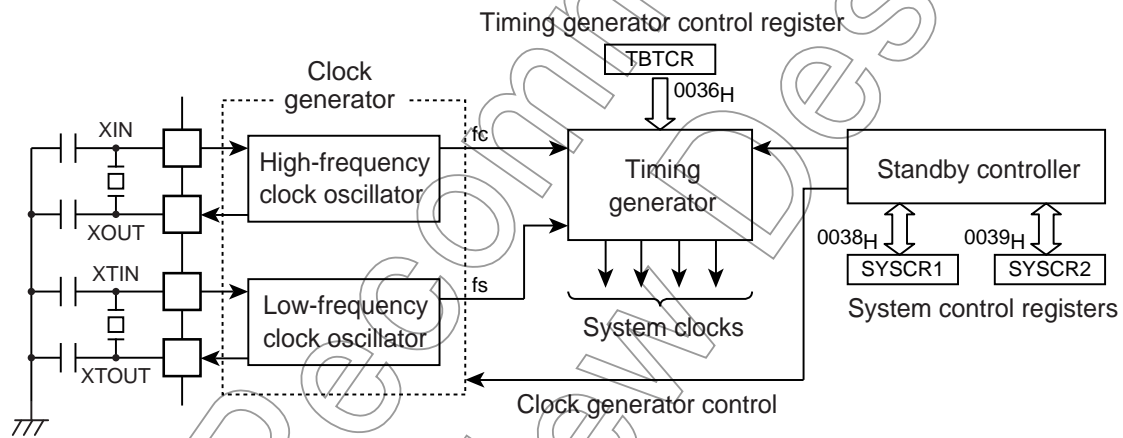 Timing generator control register
TBTCR
0036H
Clock
generator
XIN
XOUT
XTIN
XTOUT
High-frequency
clock oscillator
fc
Low-frequency
clock oscillator
fs
Timing
generator
System clocks
Standby controller
0038H
0039H
SYSCR1
SYSCR2
System control registers
Clock generator control